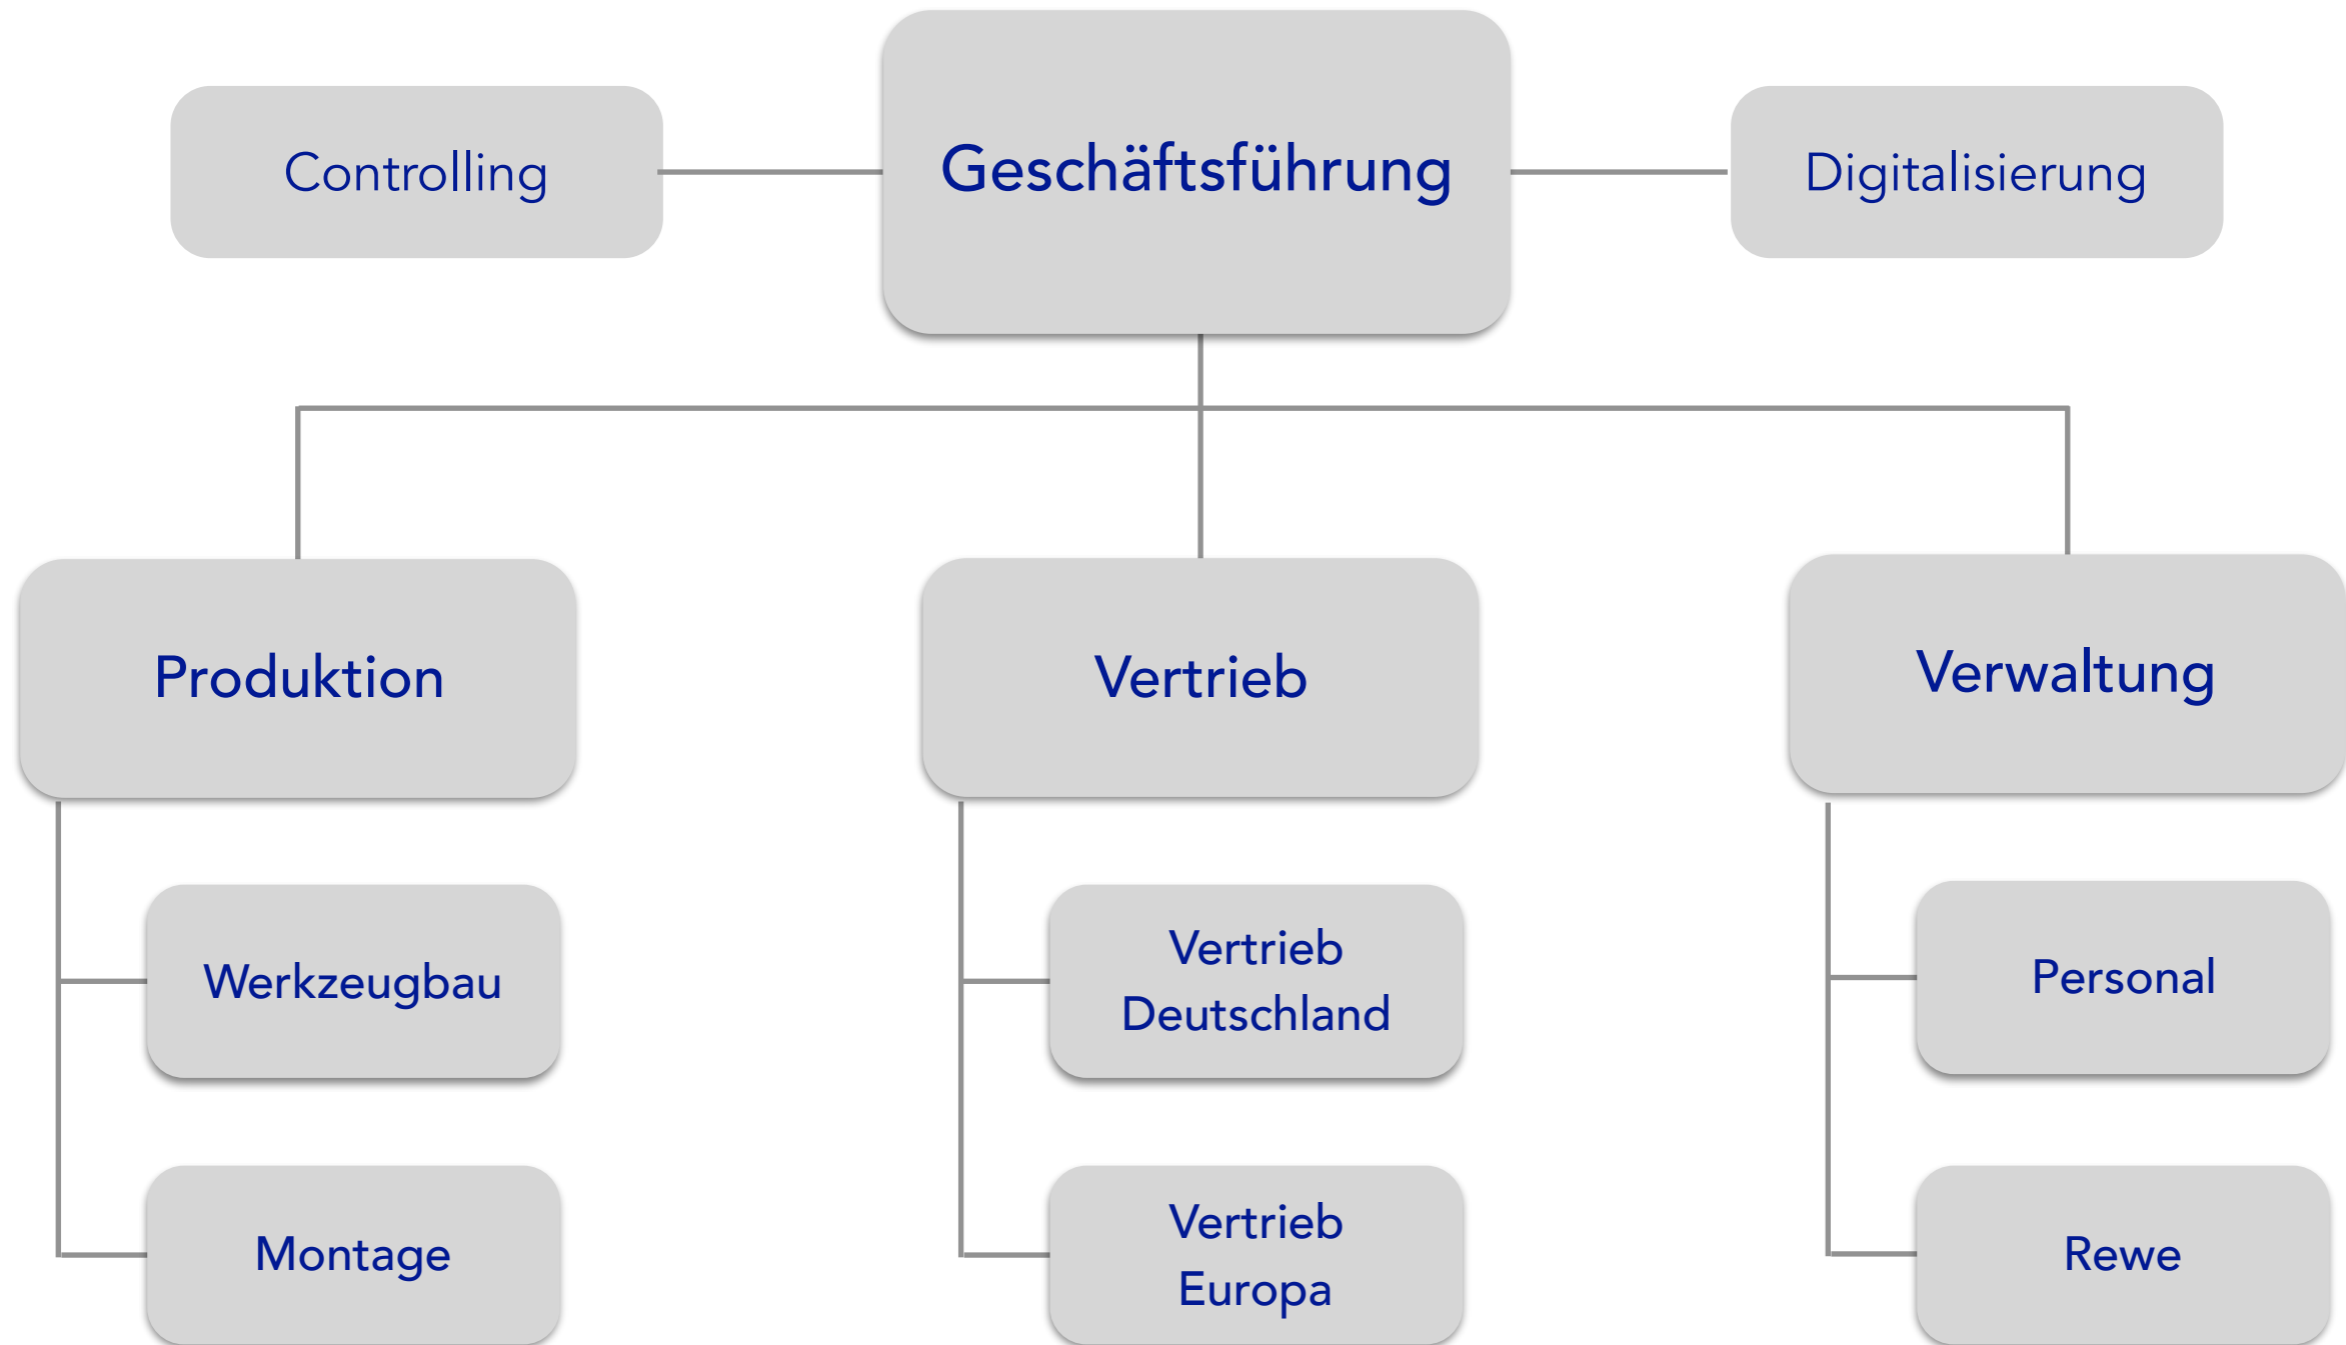 Controlling
Geschäftsführung
Digitalisierung
Produktion
Vertrieb
Verwaltung
Werkzeugbau
Vertrieb
Deutschland
Personal
Montage
Vertrieb
Europa
Rewe